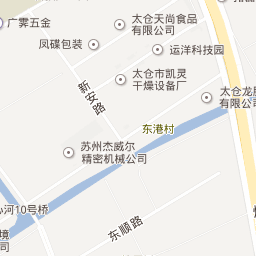 太仓天尚食品
有限公司
广霁五金
凤碟包装
运洋科技园
新安路
太仓市凯灵
干燥设备厂
太仓龙
有限公
东港村
苏州杰威尔
精密机械公司
心河10号桥
境
司
东顺路